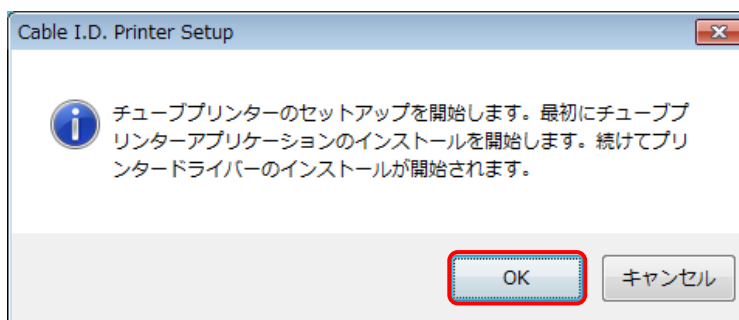 Cable I.D. Printer Setup
チューブプリンターのセットアップを開始します。最初にチューブプ
リンターアプリケーションのインストールを開始します。続けてプリ
ンタードライバーのインストールが開始されます。
OK
キャンセル